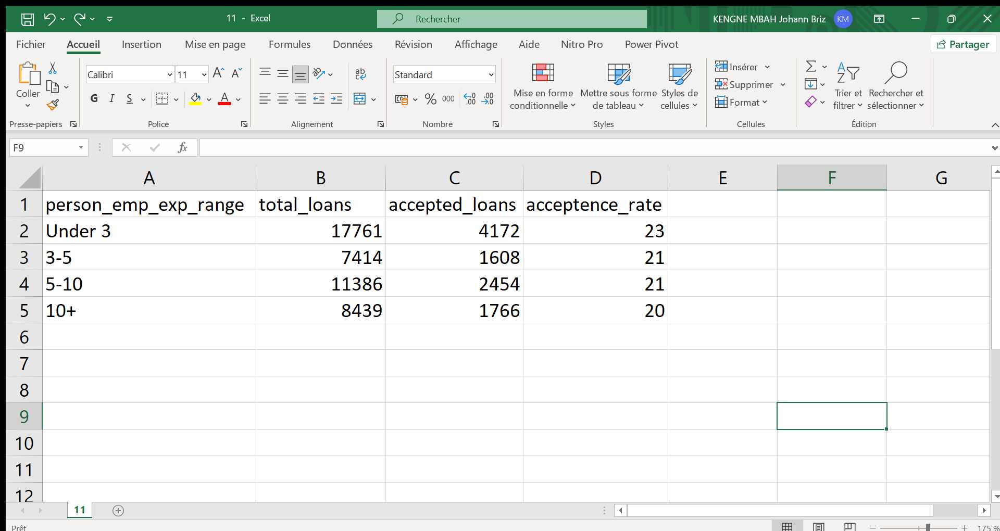 11 - Excel
Rechercher
KENGNE MBAH Johann Briz KM
Fichier Accueil Insertion Mise en page Formules Données Révision Affichage Aide Nitro Pro Power Pivot Partager
Coller
Presse-papiers
Calibri 11
G I S
Police
ab
Alignement
Standard
% 000
Nombre
Mise en forme conditionnelle
Mettre sous forme de tableau
Styles de cellules
Styles
Insérer
Supprimer
Format
Cellules
Trier et filtrer
Rechercher et sélectionner
Édition
F9 fx
A B C D E F G
1 person_emp_exp_range total_loans accepted_loans acceptence_rate
2 Under 3 17761 4172 23
3 3-5 7414 1608 21
4 5-10 11386 2454 21
5 10+ 8439 1766 20
6
7
8
9
10
11
12
11
Prêt 175 %